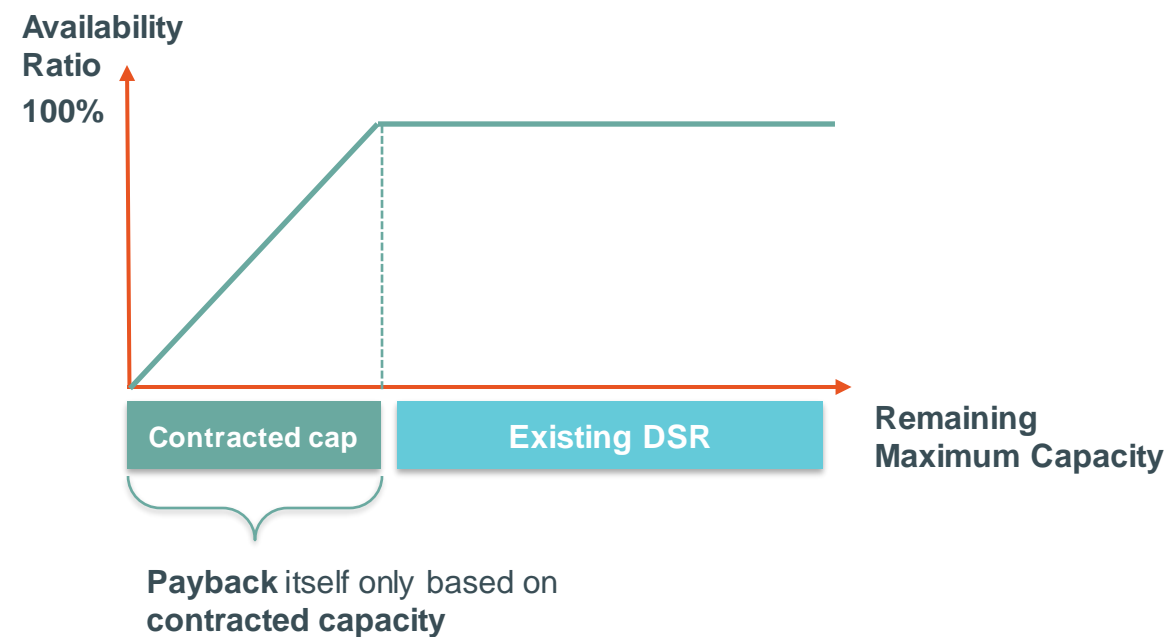 Availability
Ratio
100%
Contracted cap
Existing DSR
Remaining
Maximum Capacity
Payback itself only based on
contracted capacity